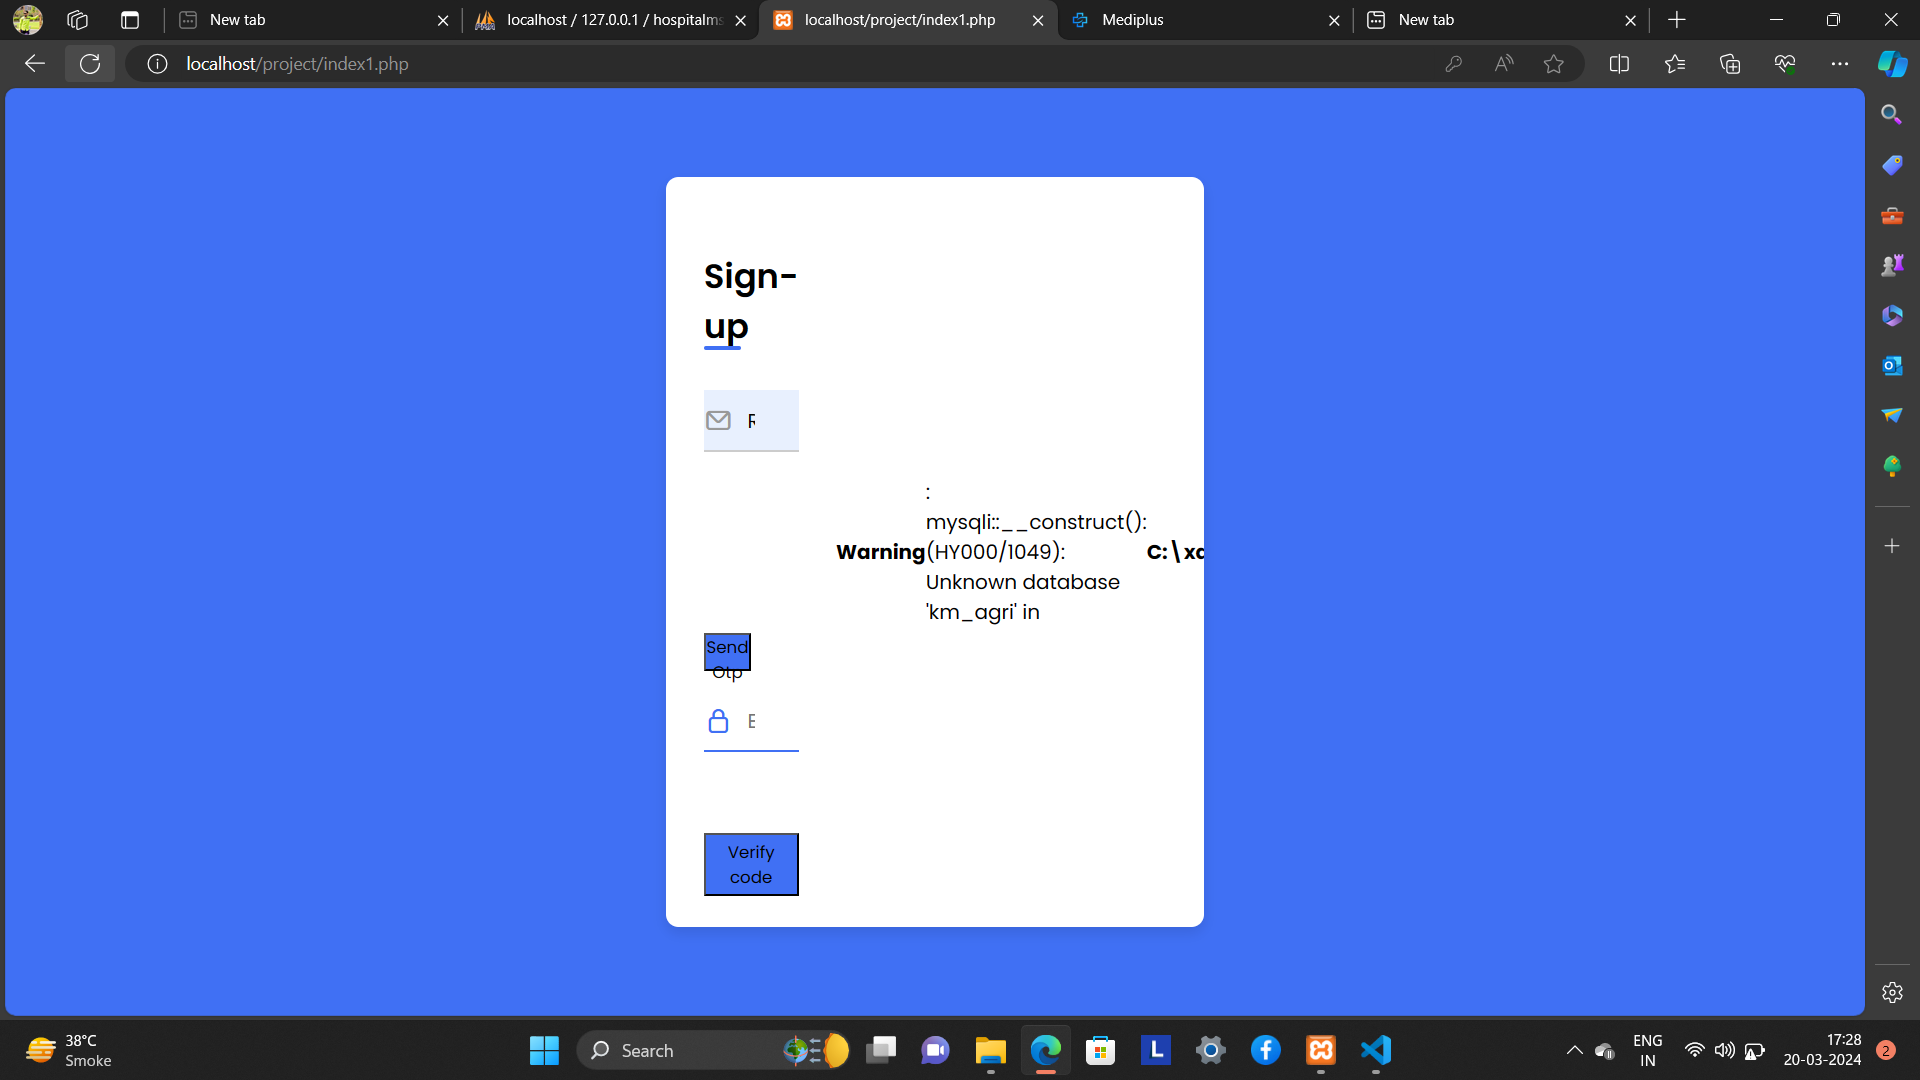 New tab
localhost / 127.0.0.1 / hospitalms
localhost/project/index1.php
Mediplus
New tab
localhost/project/index1.php
Sign-
up
R
:
mysqli::__construct():
Warning
(HY000/1049):
C:\xa
Unknown database
'km_agri' in
Send
Otp
E
Verify
code
38°C
Smoke
Search
L
ENG
IN
17:28
20-03-2024
2